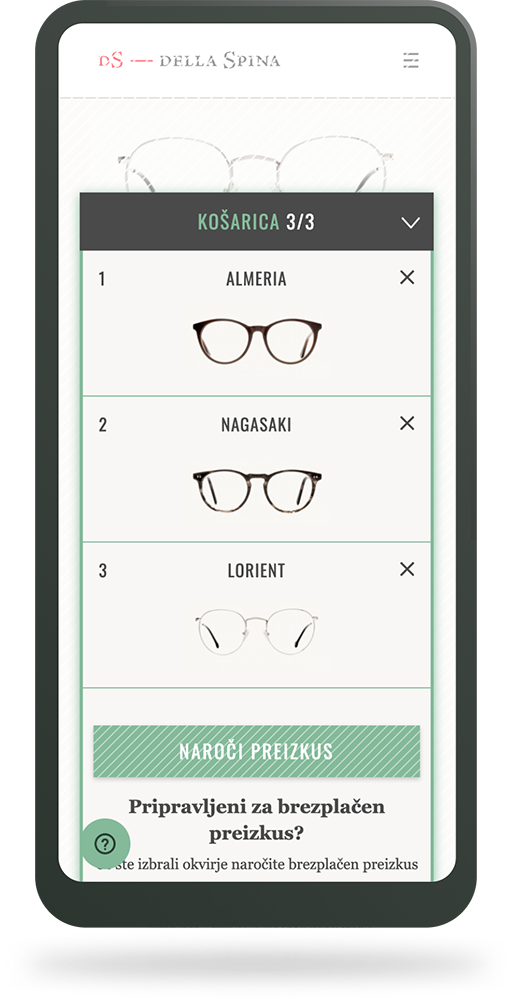 DS — DELLA SPINA
KOŠARICA 3/3
1 ALMERIA
2 NAGASAKI
3 LORIENT
NAROČI PREIZKUS
Pripravljeni za brezplačen
preizkus?
ste izbrali okvirje naročite brezplačen preizkus